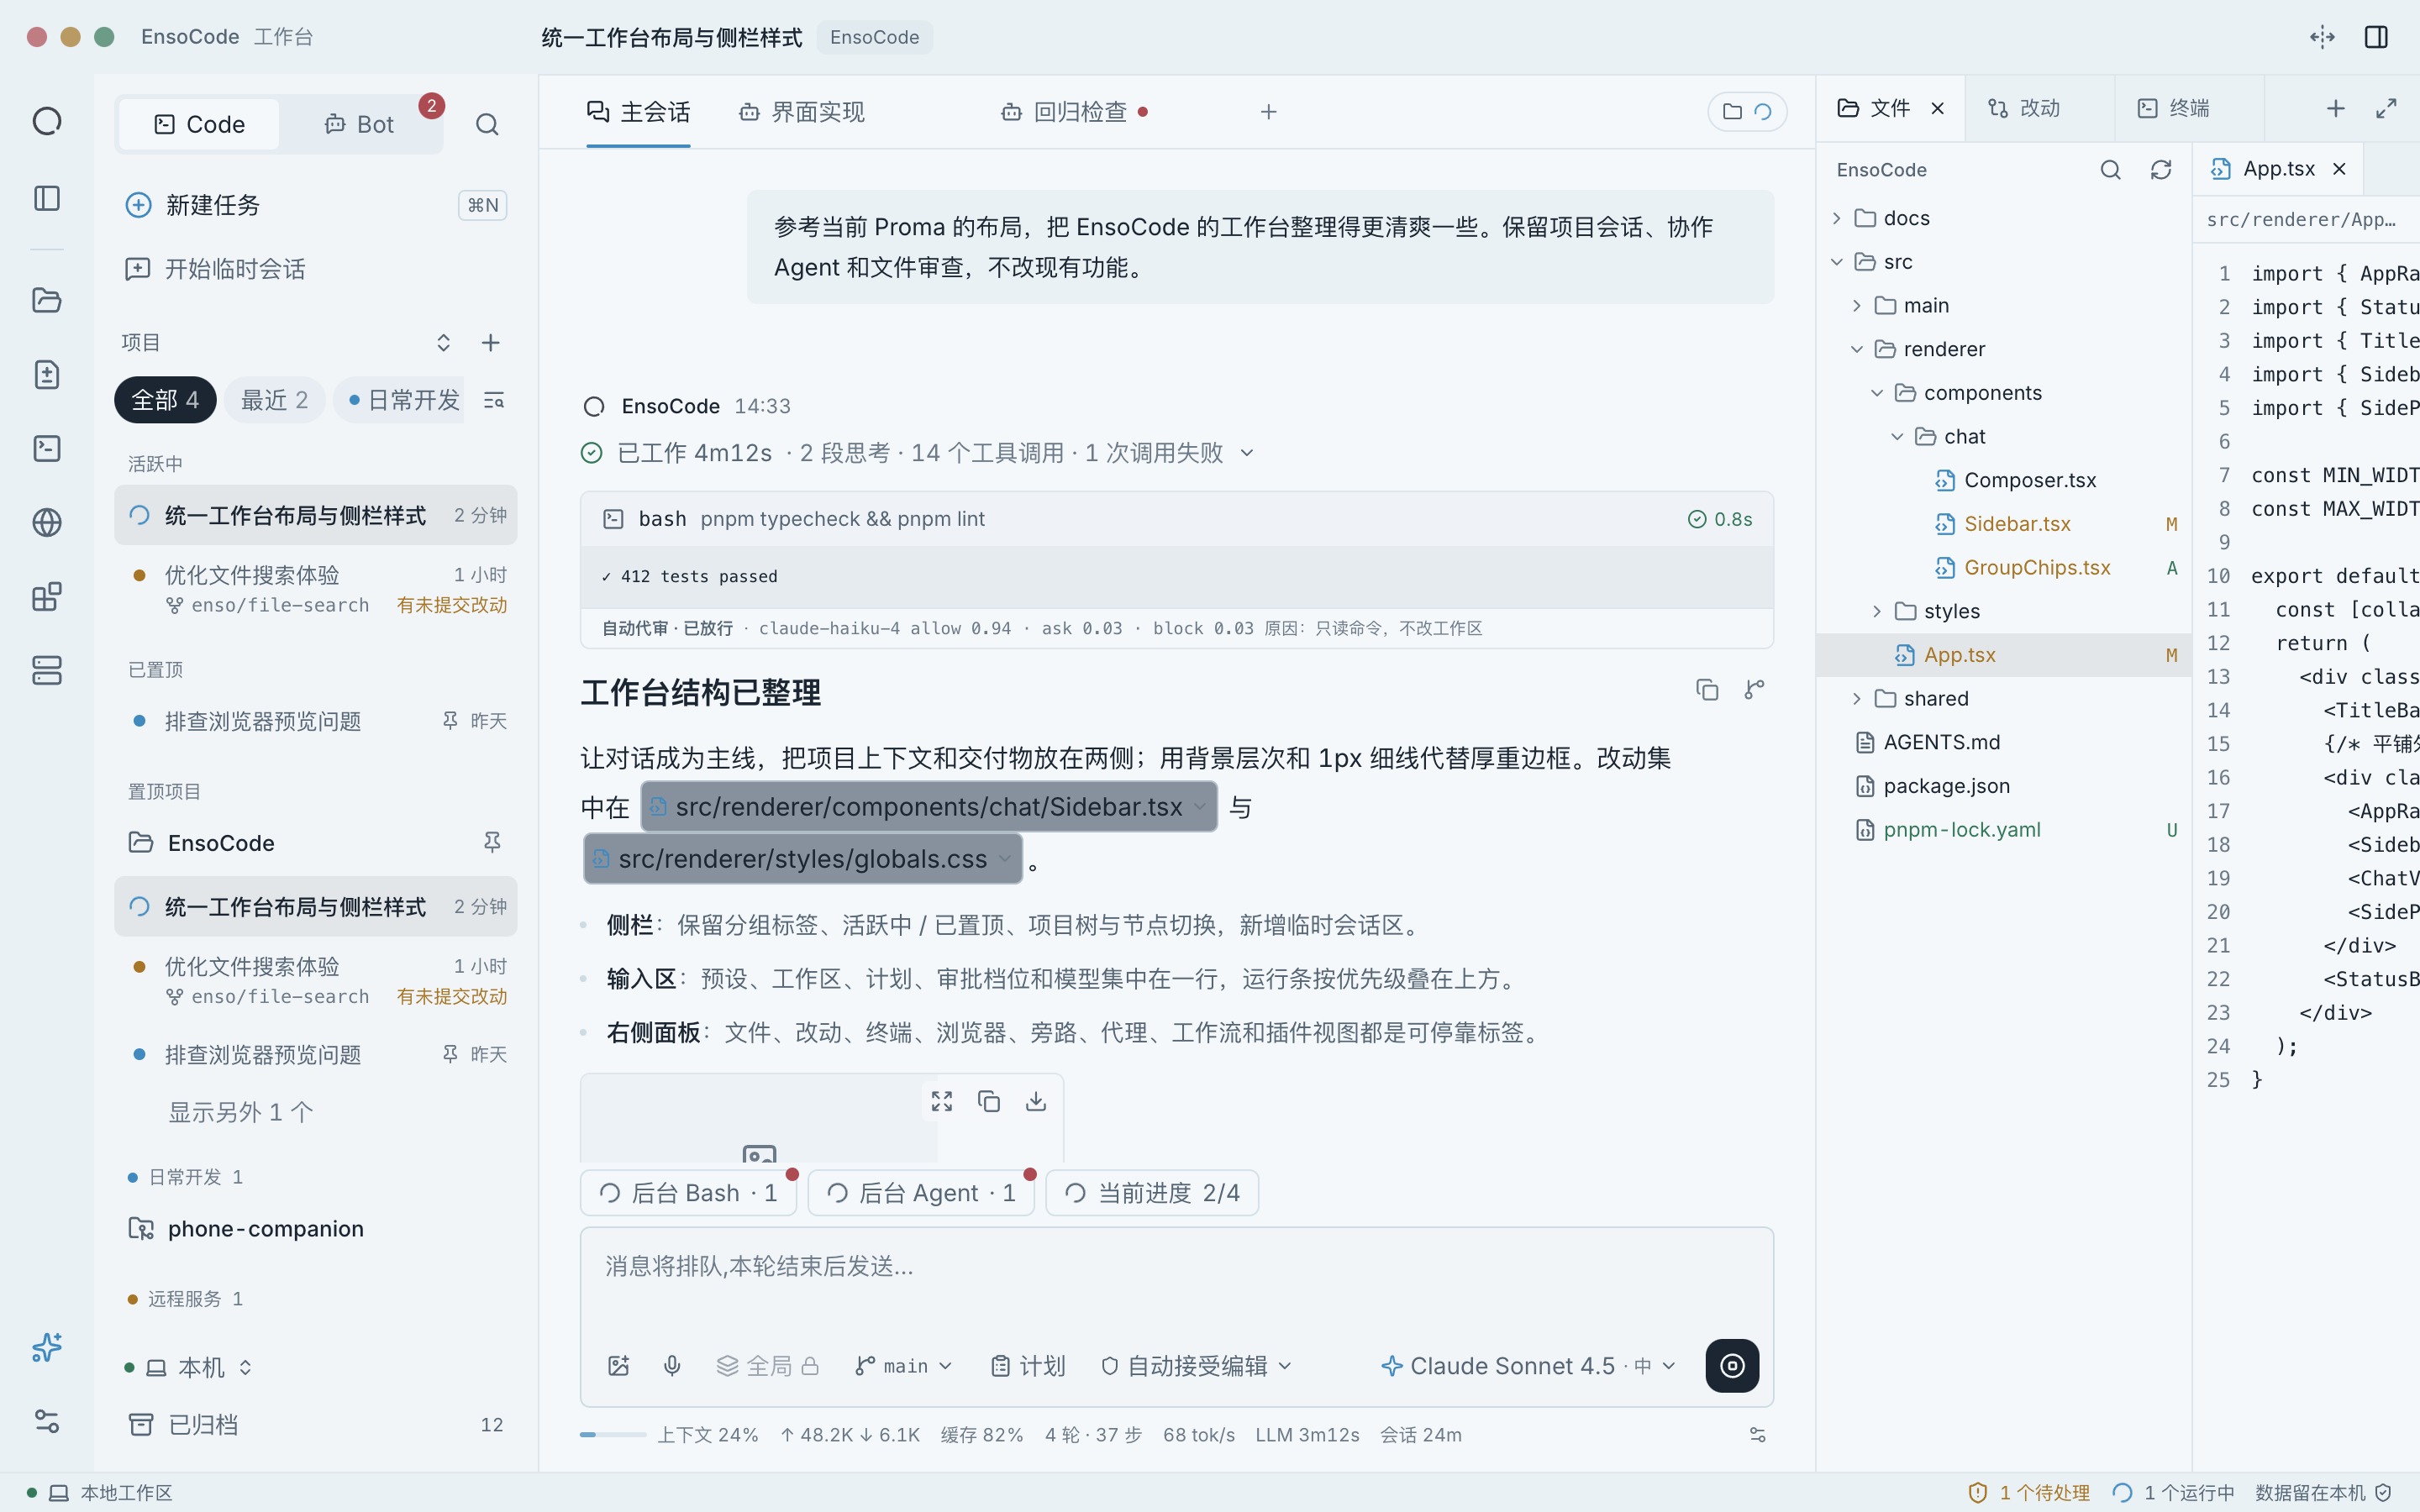 EnsoCode 工作台
统一工作台布局与侧栏样式 EnsoCode
Code
Bot 2
新建任务 ⌘N
开始临时会话
项目
全部 4 最近 2 日常开发
活跃中
统一工作台布局与侧栏样式 2 分钟
优化文件搜索体验 1 小时
enso/file-search 有未提交改动
已置顶
排查浏览器预览问题 昨天
置顶项目
EnsoCode
统一工作台布局与侧栏样式 2 分钟
优化文件搜索体验 1 小时
enso/file-search 有未提交改动
排查浏览器预览问题 昨天
显示另外 1 个
日常开发 1
phone-companion
远程服务 1
本机
已归档 12
主会话 界面实现 回归检查
参考当前 Proma 的布局，把 EnsoCode 的工作台整理得更清爽一些。保留项目会话、协作
Agent 和文件审查，不改现有功能。
EnsoCode 14:33
已工作 4m12s · 2 段思考 · 14 个工具调用 · 1 次调用失败
bash pnpm typecheck && pnpm lint 0.8s
✓ 412 tests passed
自动代审 · 已放行 · claude-haiku-4 allow 0.94 · ask 0.03 · block 0.03 原因：只读命令，不改工作区
工作台结构已整理
让对话成为主线，把项目上下文和交付物放在两侧；用背景层次和 1px 细线代替厚重边框。改动集
中在 src/renderer/components/chat/Sidebar.tsx 与
src/renderer/styles/globals.css 。
侧栏：保留分组标签、活跃中 / 已置顶、项目树与节点切换，新增临时会话区。
输入区：预设、工作区、计划、审批档位和模型集中在一行，运行条按优先级叠在上方。
右侧面板：文件、改动、终端、浏览器、旁路、代理、工作流和插件视图都是可停靠标签。
后台 Bash · 1 后台 Agent · 1 当前进度 2/4
消息将排队,本轮结束后发送...
全局 main 计划 自动接受编辑 Claude Sonnet 4.5 · 中
上下文 24% ↑ 48.2K ↓ 6.1K 缓存 82% 4 轮 · 37 步 68 tok/s LLM 3m12s 会话 24m
文件 改动 终端
EnsoCode
docs
src
main
renderer
components
chat
Composer.tsx
Sidebar.tsx M
GroupChips.tsx A
styles
App.tsx M
shared
AGENTS.md
package.json
pnpm-lock.yaml U
App.tsx
src/renderer/App…
1 import { AppRa
2 import { Statu
3 import { Title
4 import { Sideb
5 import { SideP
6
7 const MIN_WIDT
8 const MAX_WIDT
9
10 export default
11 const [colla
12 return (
13 <div class
14 <TitleBa
15 {/* 平铺
16 <div cla
17 <AppRa
18 <Sideb
19 <ChatV
20 <SideP
21 </div>
22 <StatusB
23 </div>
24 );
25 }
本地工作区
1 个待处理 1 个运行中 数据留在本机